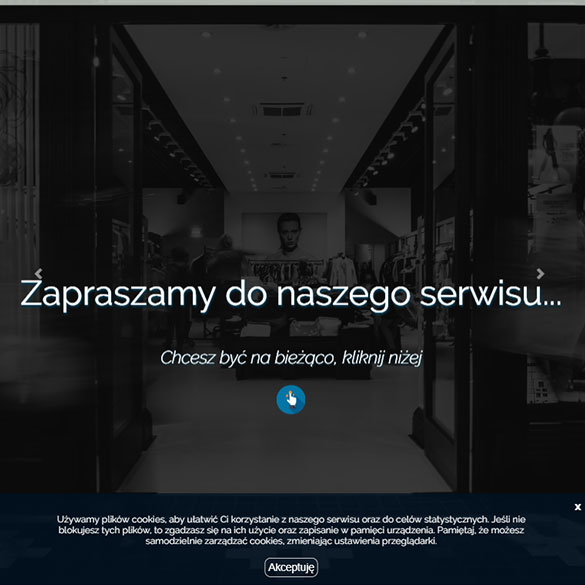 Zapraszamy do naszego serwisu...
Chcesz być na bieżąco, kliknij niżej
x
Używamy plików cookies, aby ułatwić Ci korzystanie z naszego serwisu oraz do celów statystycznych. Jeśli nie
blokujesz tych plików, to zgadzasz się na ich użycie oraz zapisanie w pamięci urządzenia. Pamiętaj, że możesz
samodzielnie zarządzać cookies, zmieniając ustawienia przeglądarki.
Akceptuję